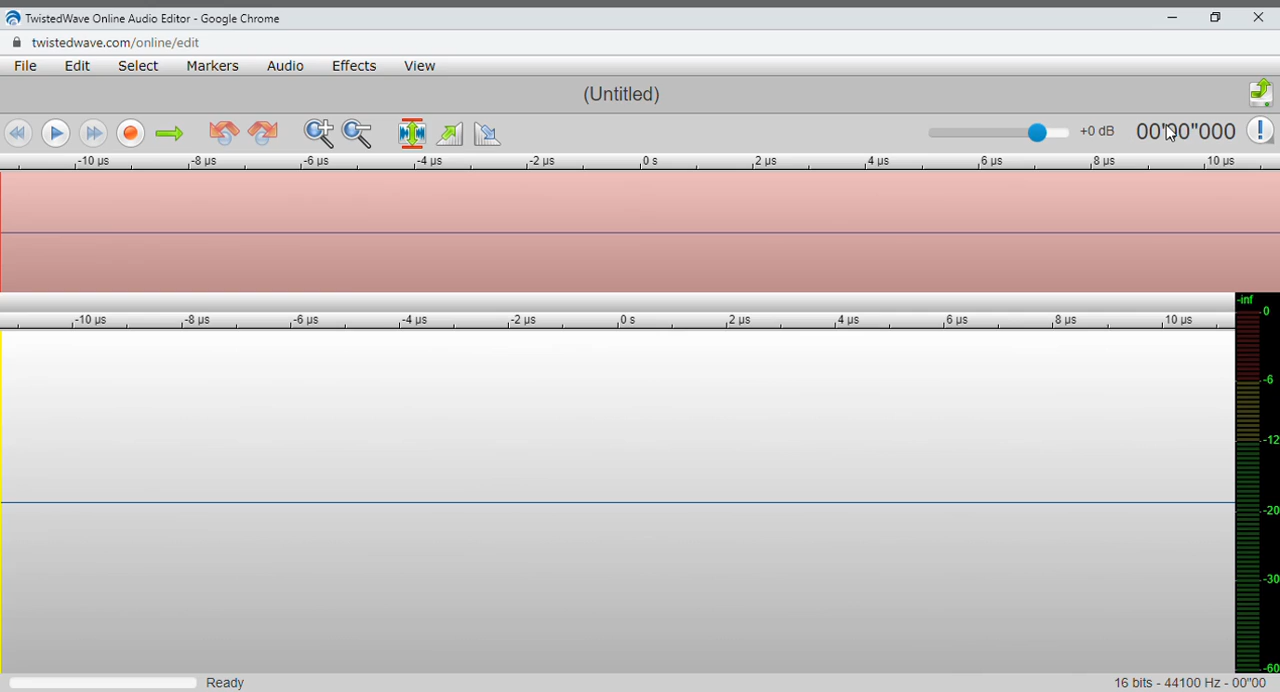 TwistedWave Online Audio Editor - Google Chrome
twistedwave.com/online/edit
File Edit Select Markers Audio Effects View
(Untitled)
+0 dB 00'00"000
-10 µs -8 µs -6 µs -4 µs -2 µs 0 s 2 µs 4 µs 6 µs 8 µs 10 µs
-inf
-10 µs -8 µs -6 µs -4 µs -2 µs 0 s 2 µs 4 µs 6 µs 8 µs 10 µs
0
-6
-12
-20
-30
-60
Ready 16 bits - 44100 Hz - 00"00